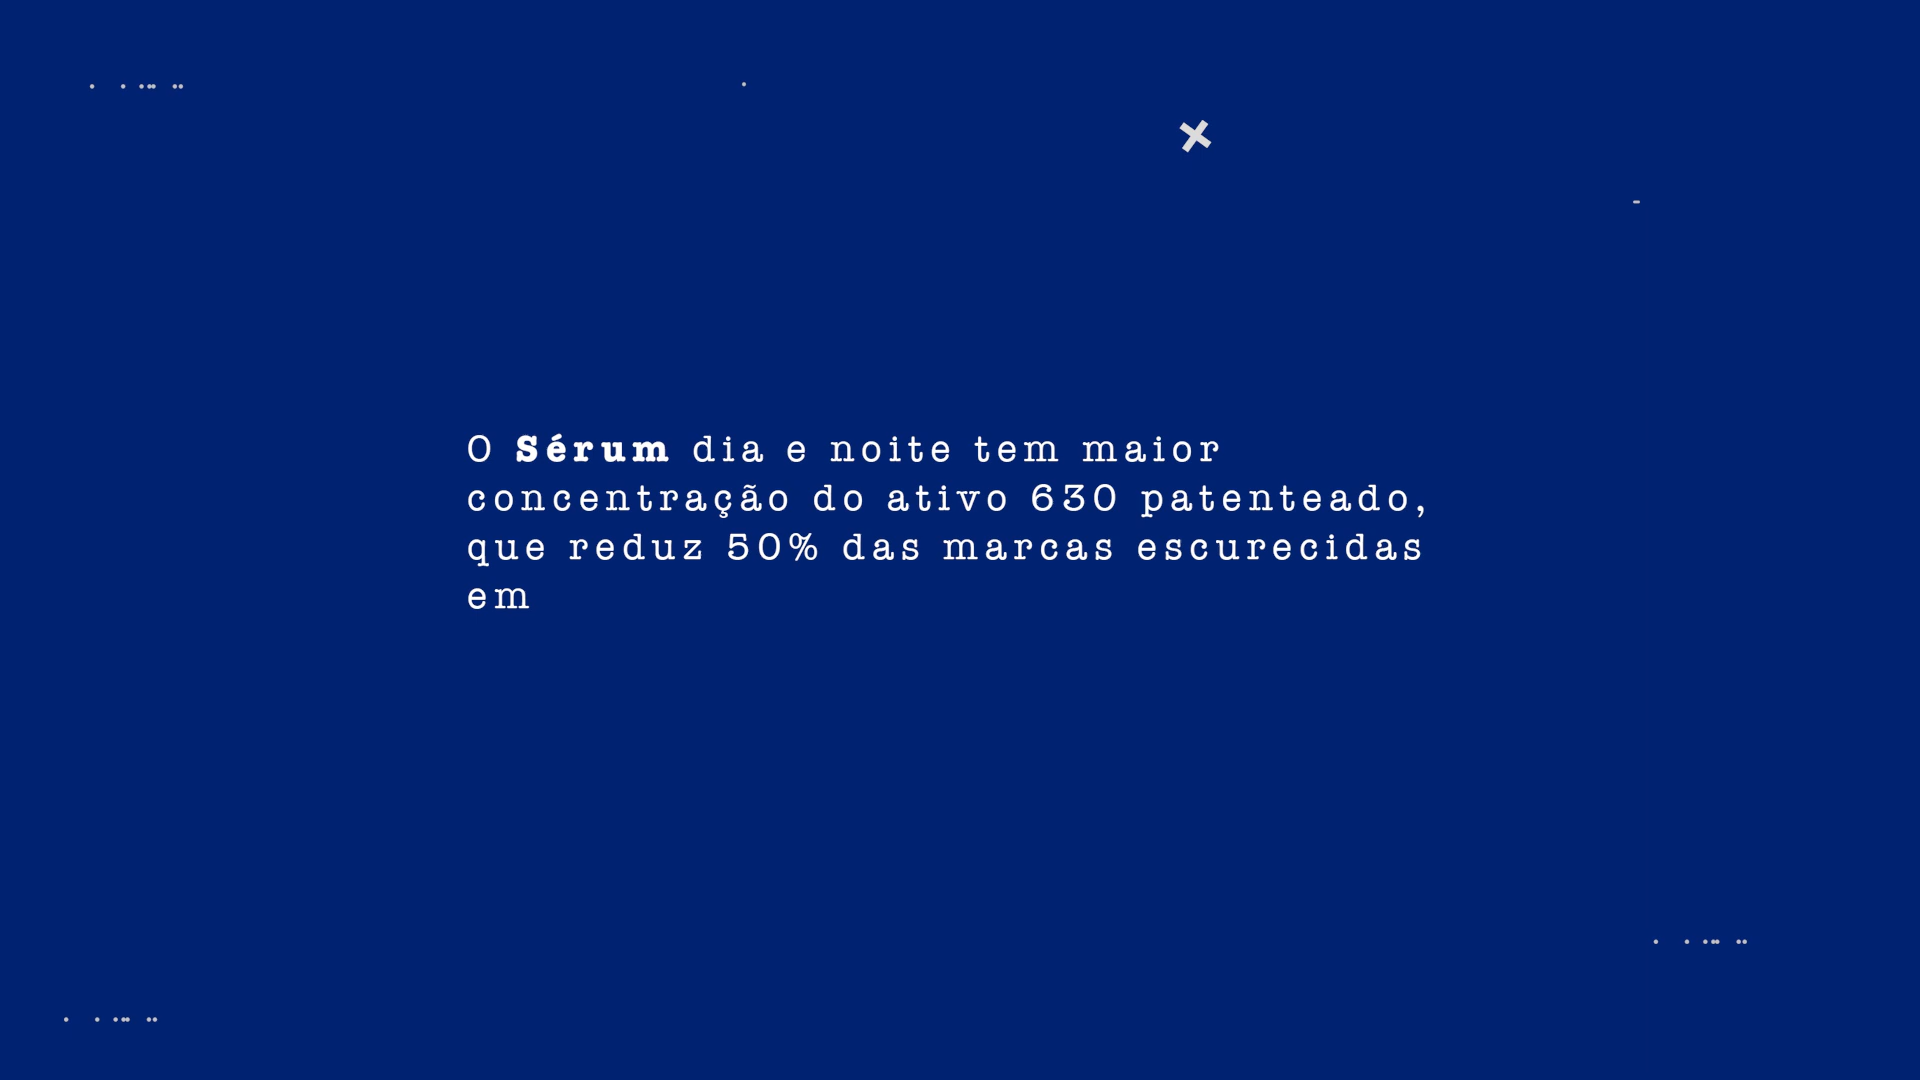 O Sérum dia e noite tem maior
concentração do ativo 630 patenteado,
que reduz 50% das marcas escurecidas
em